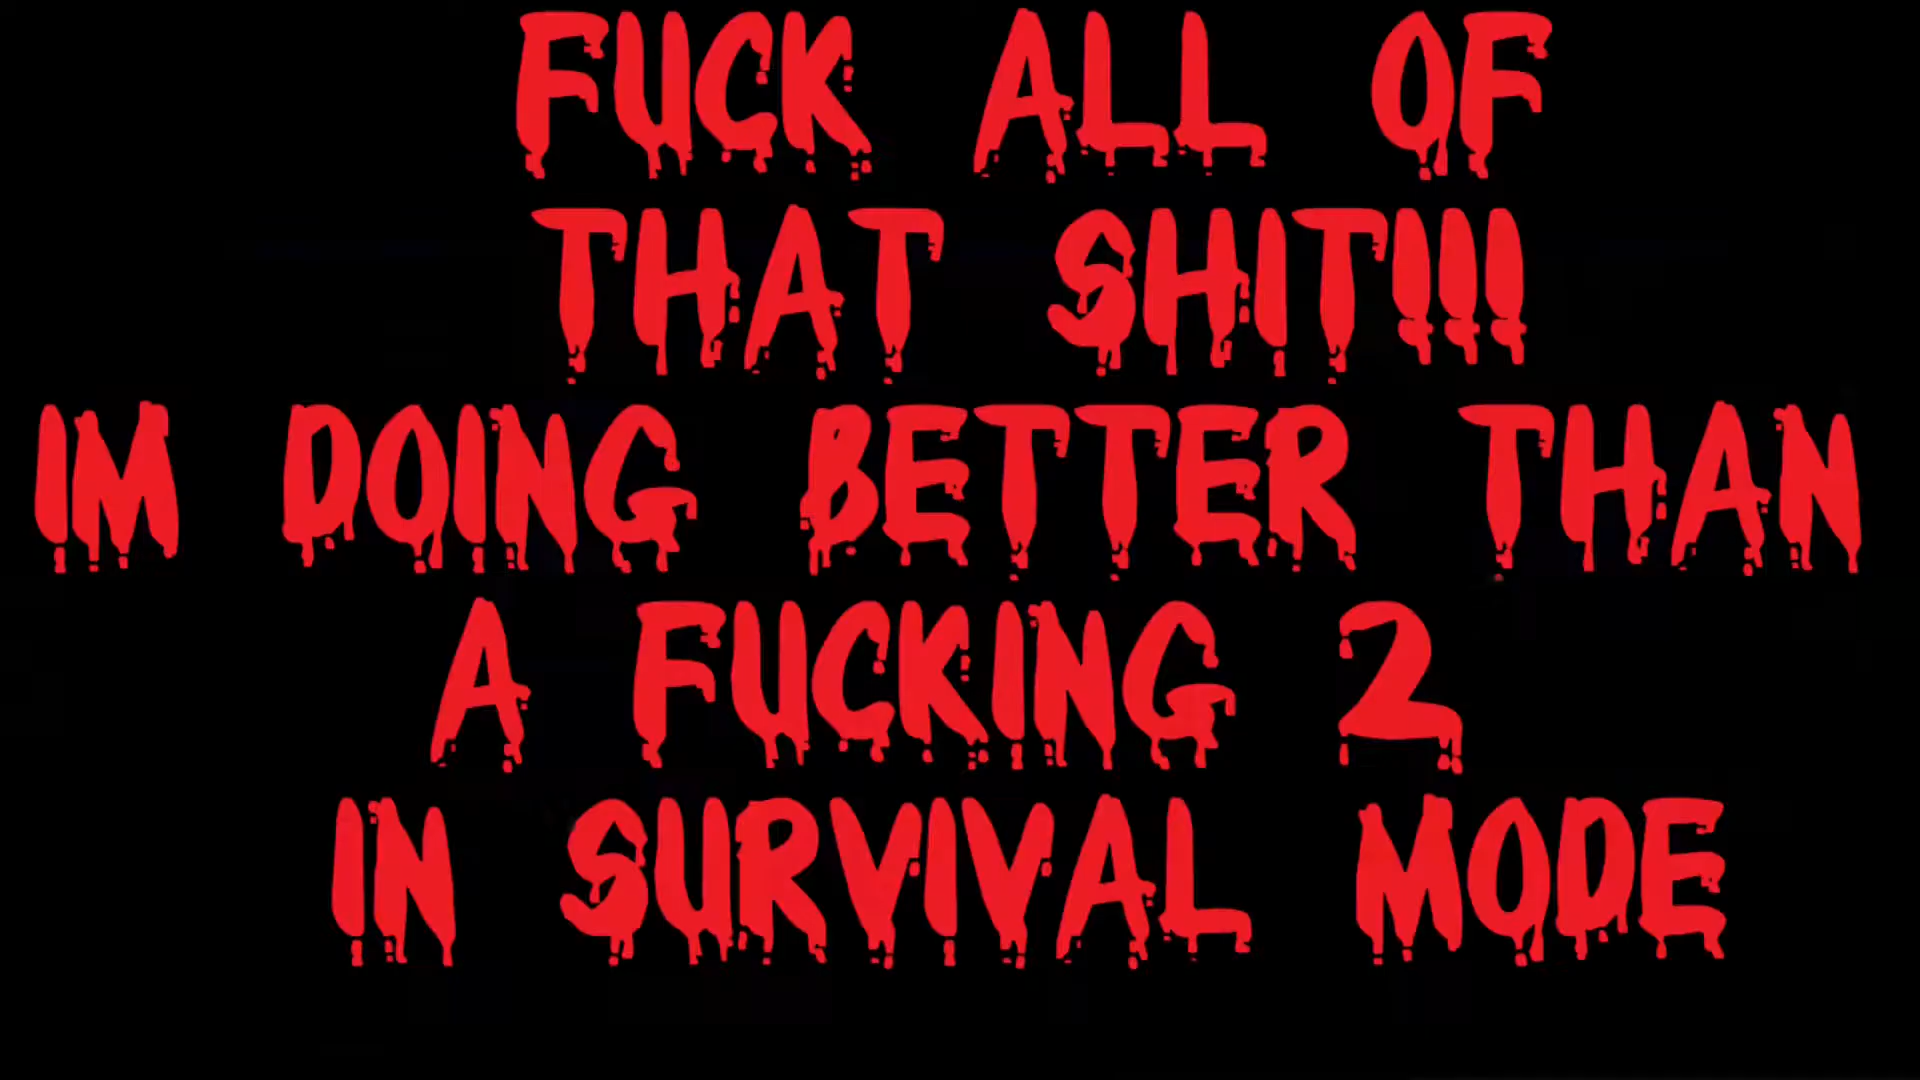 FUCK ALL OF
THAT SHIT!!!
IM DOING BETTER THAN
A FUCKING 2
IN SURVIVAL MODE